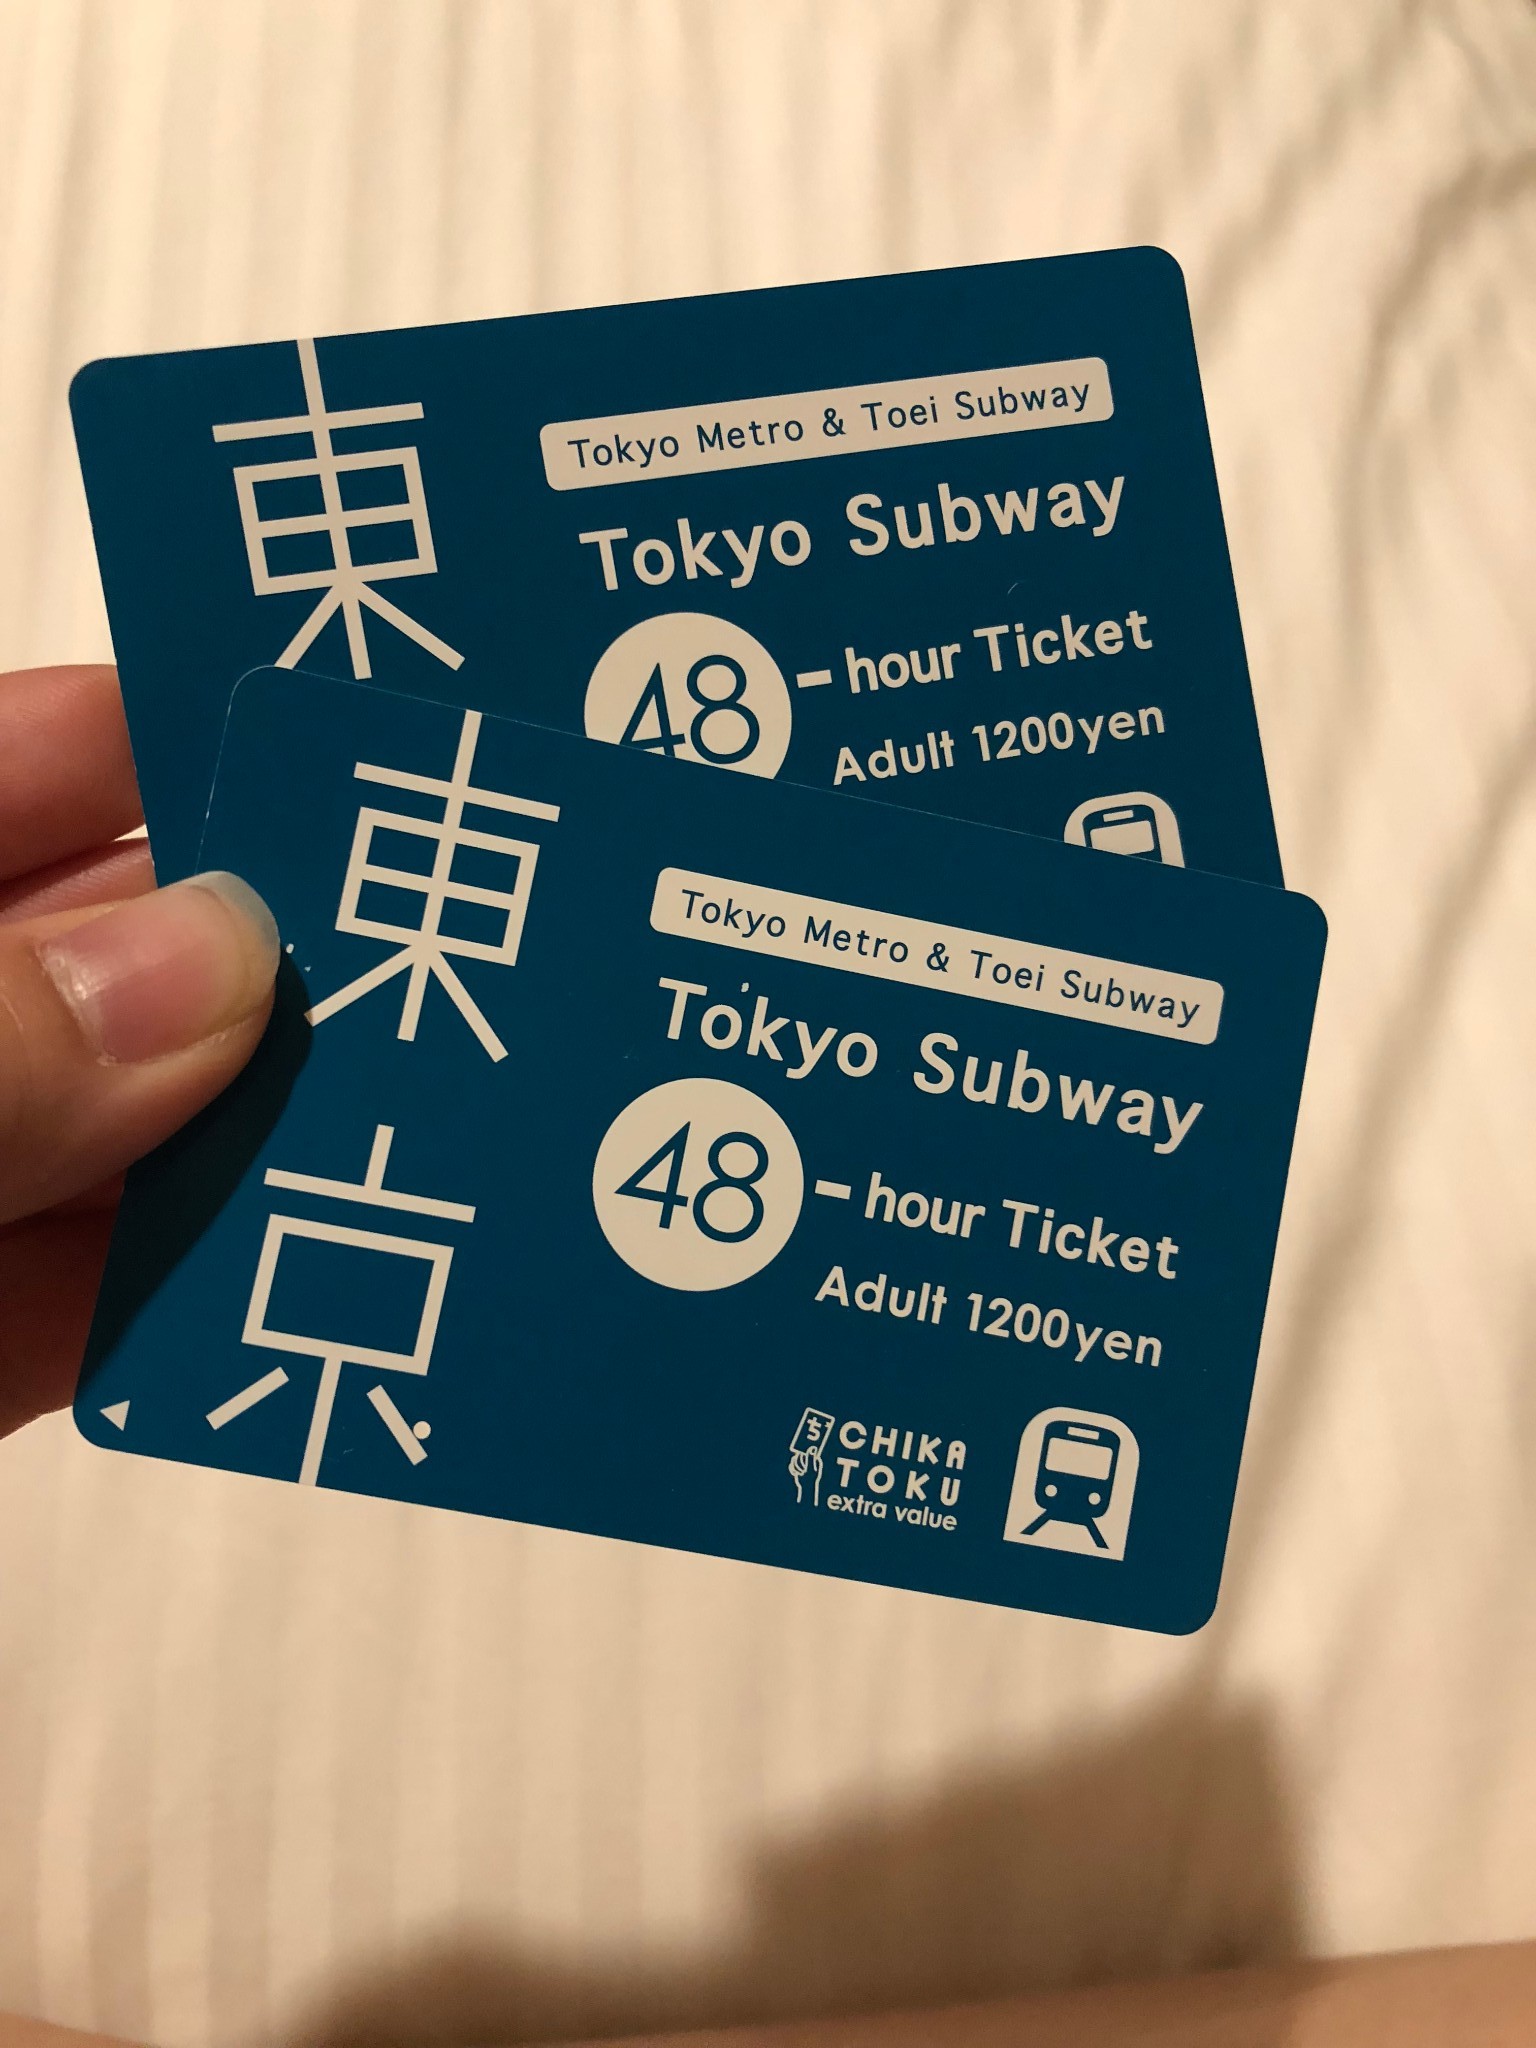 東
Tokyo Metro & Toei Subway
Tokyo Subway
48-hour Ticket
Adult 1200yen
東京
Tokyo Metro & Toei Subway
Tokyo Subway
48-hour Ticket
Adult 1200yen
ち
CHIKA
TOKU
extra value